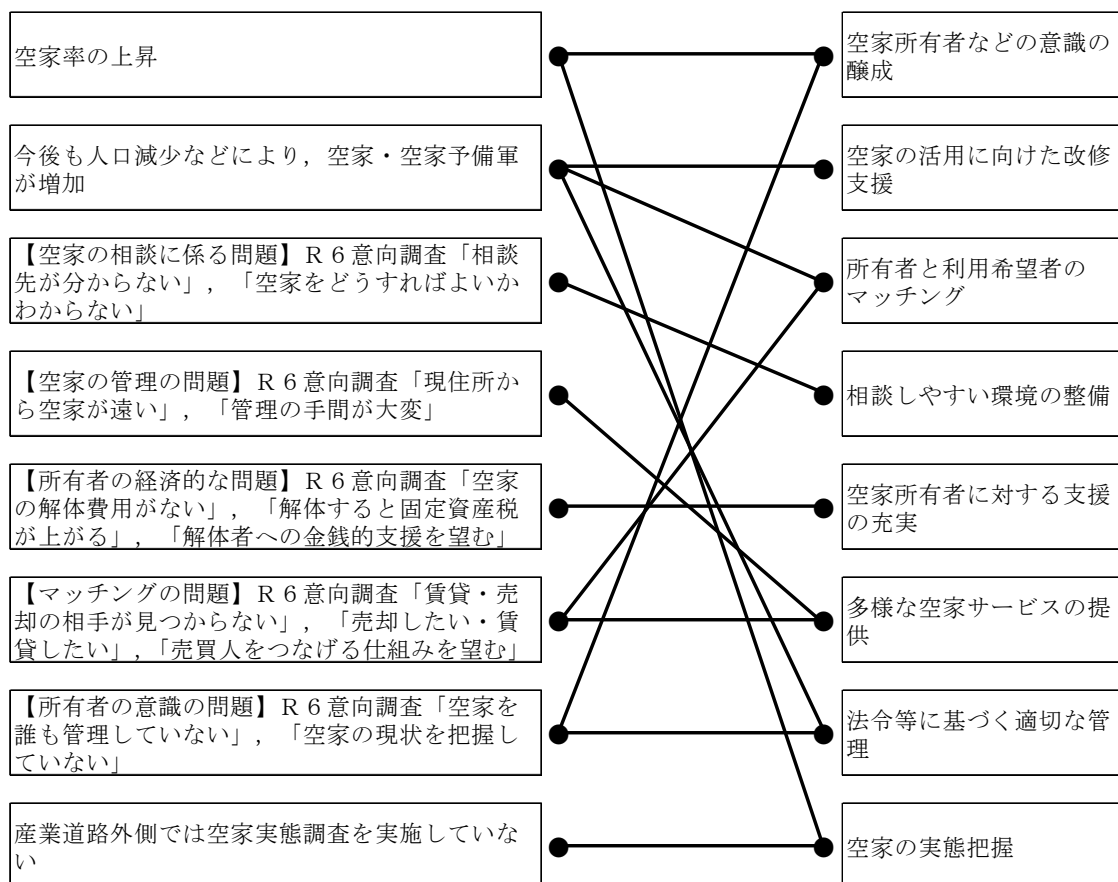 空家率の上昇
空家所有者などの意識の
醸成
今後も人口減少などにより，空家・空家予備軍
が増加
空家の活用に向けた改修
支援
【空家の相談に係る問題】Ｒ６意向調査「相談
先が分からない」，「空家をどうすればよいか
わからない」
所有者と利用希望者の
マッチング
【空家の管理の問題】Ｒ６意向調査「現住所か
ら空家が遠い」，「管理の手間が大変」
相談しやすい環境の整備
【所有者の経済的な問題】Ｒ６意向調査「空家
の解体費用がない」，「解体すると固定資産税
が上がる」，「解体者への金銭的支援を望む」
空家所有者に対する支援
の充実
【マッチングの問題】Ｒ６意向調査「賃貸・売
却の相手が見つからない」，「売却したい・賃
貸したい」，「売買人をつなげる仕組みを望む」
多様な空家サービスの提
供
【所有者の意識の問題】Ｒ６意向調査「空家を
誰も管理していない」，「空家の現状を把握し
ていない」
法令等に基づく適切な管
理
産業道路外側では空家実態調査を実施していな
い
空家の実態把握